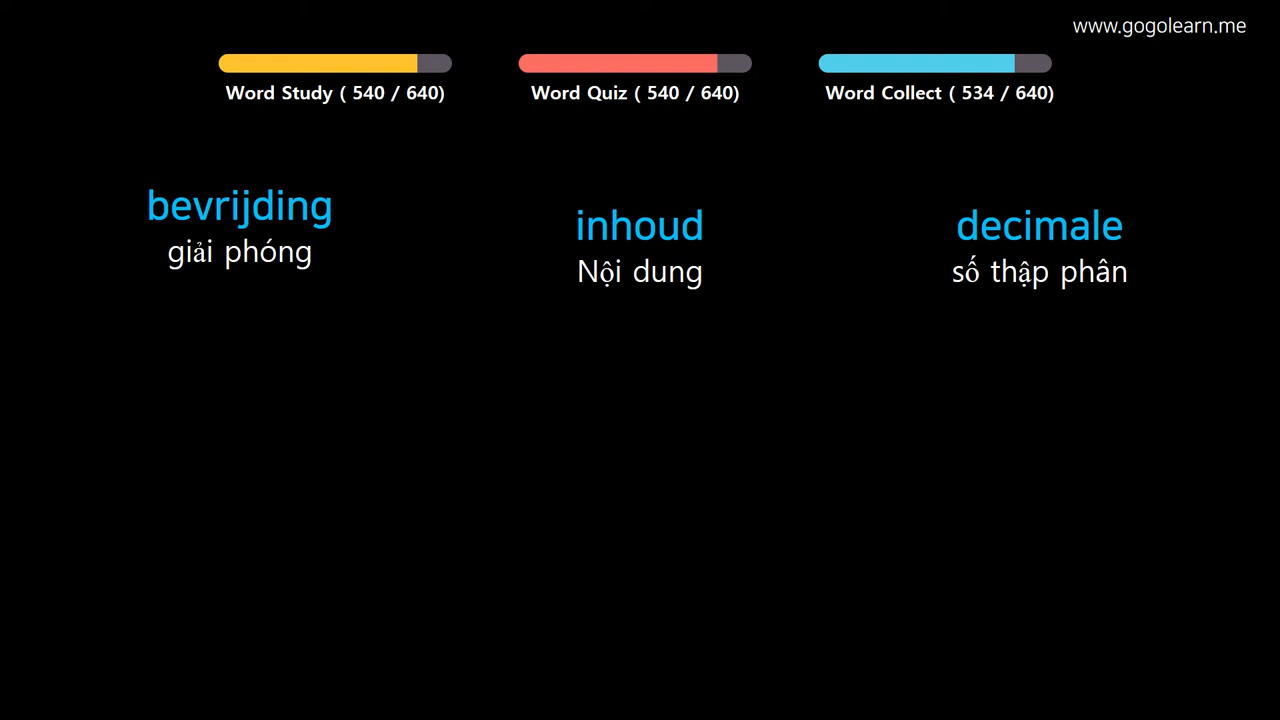 www.gogolearn.me
Word Study ( 540 / 640)
Word Quiz ( 540 / 640)
Word Collect ( 534 / 640)
bevrijding
giải phóng
inhoud
Nội dung
decimale
số thập phân